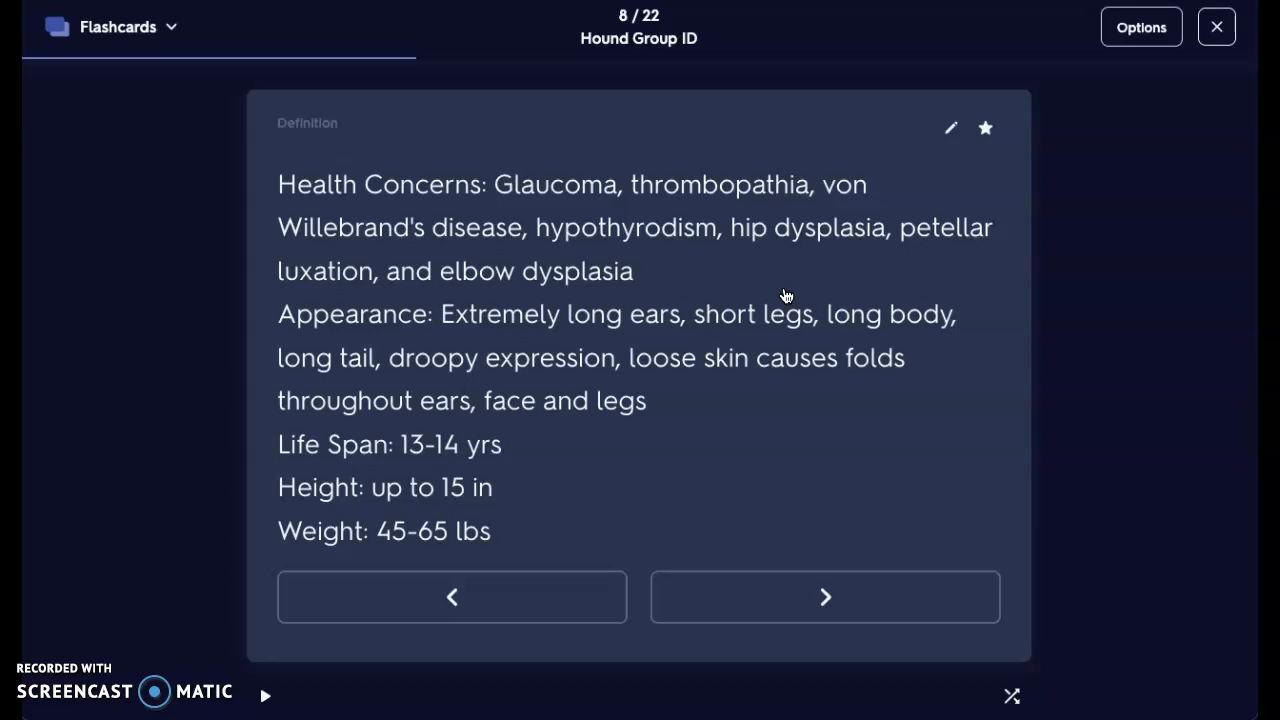 Flashcards
8 / 22
Hound Group ID
Options
Definition
Health Concerns: Glaucoma, thrombopathia, von
Willebrand's disease, hypothyrodism, hip dysplasia, petellar
luxation, and elbow dysplasia
Appearance: Extremely long ears, short legs, long body,
long tail, droopy expression, loose skin causes folds
throughout ears, face and legs
Life Span: 13-14 yrs
Height: up to 15 in
Weight: 45-65 lbs
RECORDED WITH
SCREENCAST MATIC